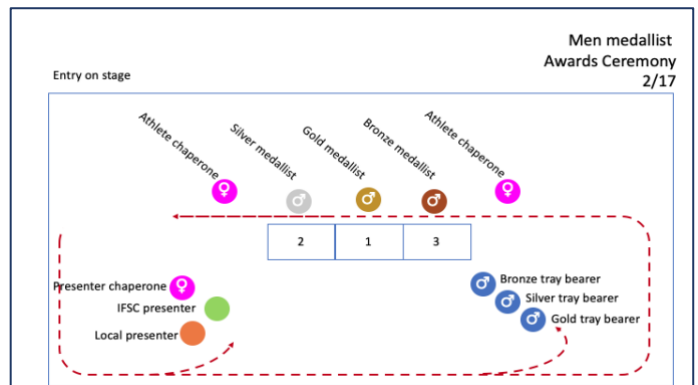 Men medallist
Awards Ceremony
2/17
Entry on stage
Athlete chaperone
Silver medallist
Gold medallist
Bronze medallist
Athlete chaperone
2
1
3
Presenter chaperone
IFSC presenter
Local presenter
Bronze tray bearer
Silver tray bearer
Gold tray bearer